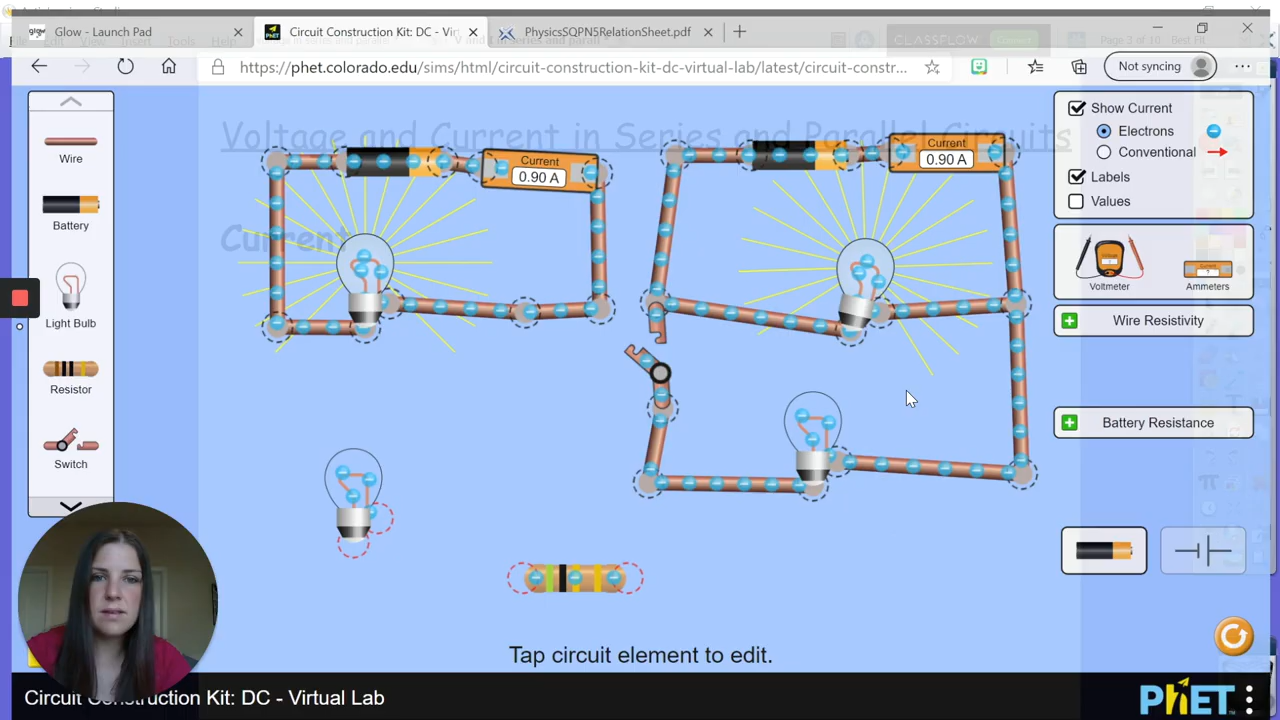 Glow - Launch Pad
Circuit Construction Kit: DC - Vir
PhysicsSQPN5RelationSheet.pdf
CLASSFLOW
https://phet.colorado.edu/sims/html/circuit-construction-kit-dc-virtual-lab/latest/circuit-constr...
Not syncing
Voltage and Current in Series and Parallel Circuits
Current
Wire
Battery
Light Bulb
Resistor
Switch
Current
0.90 A
Current
0.90 A
Show Current
Electrons
Conventional
Labels
Values
Voltmeter
Ammeters
Wire Resistivity
Battery Resistance
Tap circuit element to edit.
Circuit Construction Kit: DC - Virtual Lab
PhET